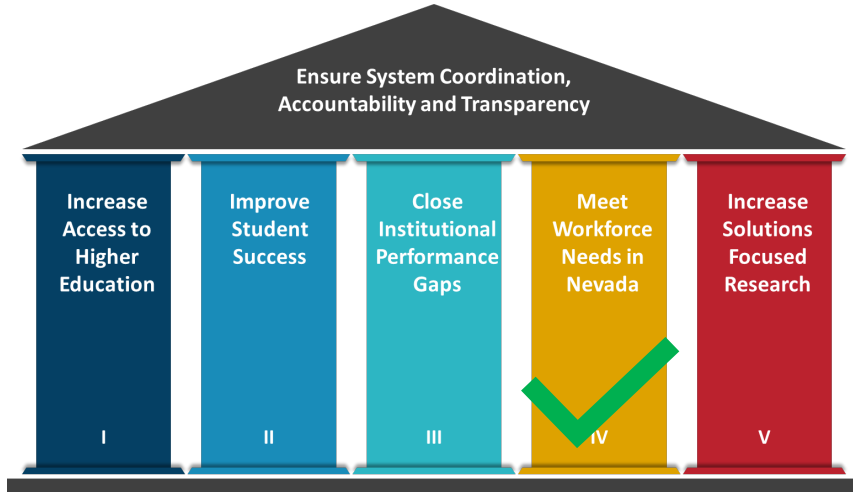 Ensure System Coordination,
Accountability and Transparency
Increase
Access to
Higher
Education
I
Improve
Student
Success
II
Close
Institutional
Performance
Gaps
III
Meet
Workforce
Needs in
Nevada
IV
Increase
Solutions
Focused
Research
V